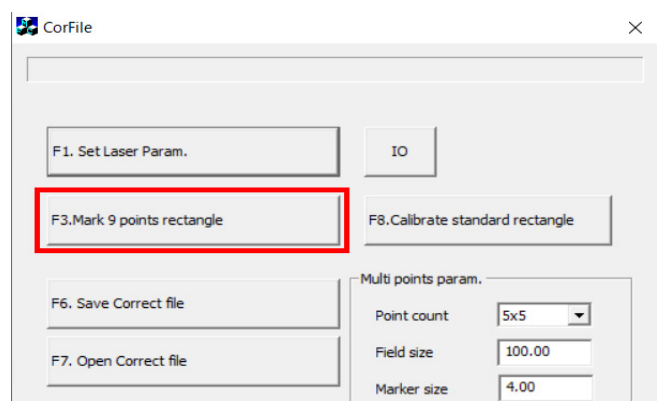 CorFile
F1. Set Laser Param.
IO
F3.Mark 9 points rectangle
F8.Calibrate standard rectangle
F6. Save Correct file
F7. Open Correct file
Multi points param.
Point count 5x5
Field size 100.00
Marker size 4.00